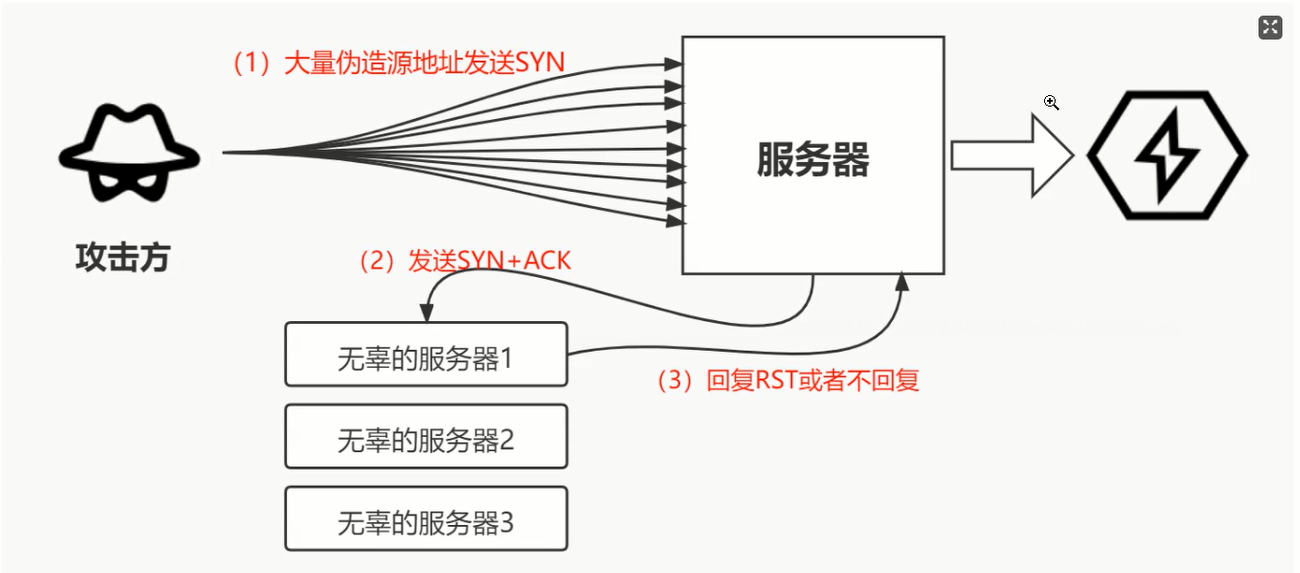 （1）大量伪造源地址发送SYN
服务器
攻击方
（2）发送SYN+ACK
无辜的服务器1
（3）回复RST或者不回复
无辜的服务器2
无辜的服务器3